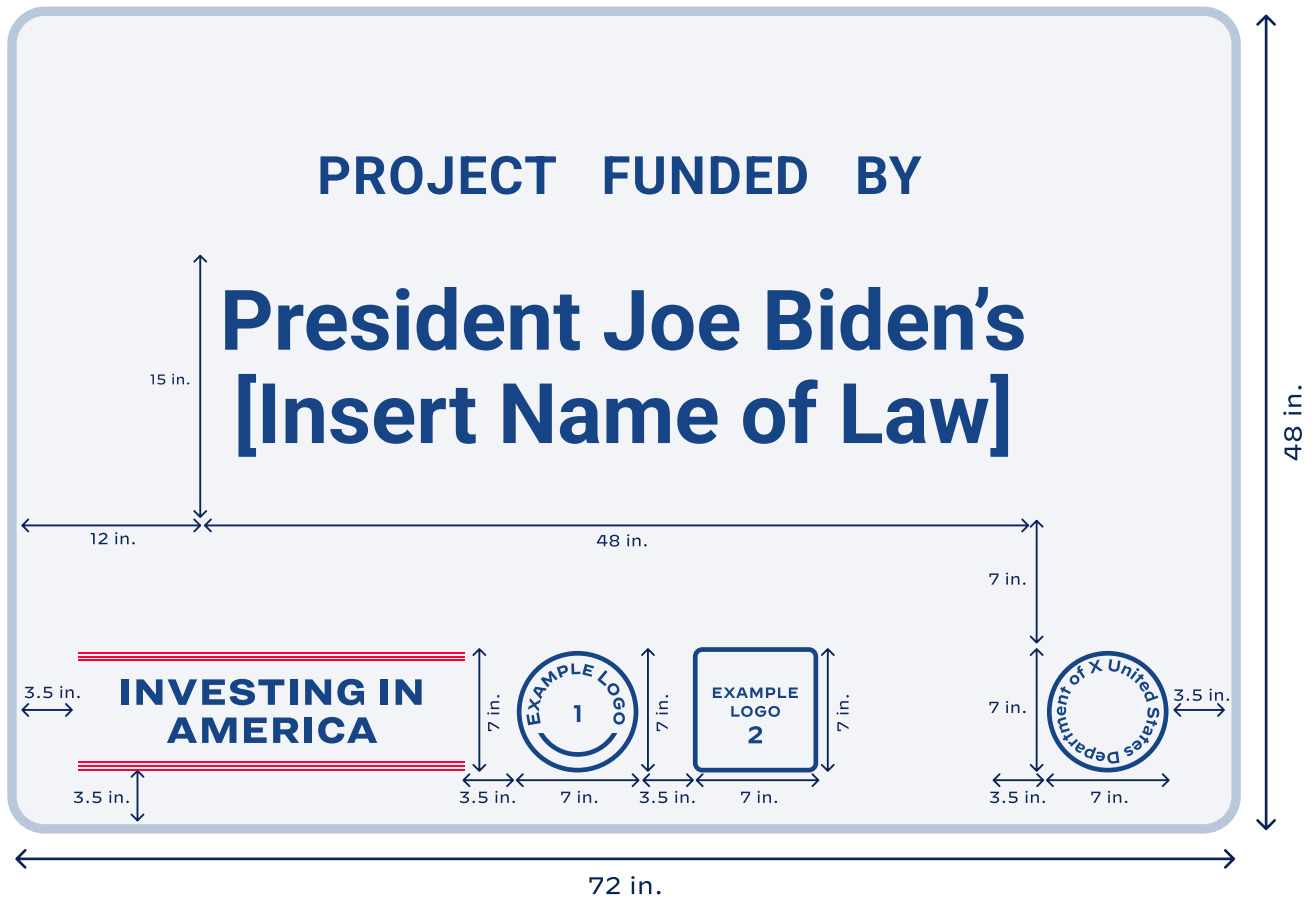 PROJECT FUNDED BY
President Joe Biden’s
[Insert Name of Law]
15 in.
12 in.
48 in.
7 in.
48 in.
3.5 in.
INVESTING IN
AMERICA
3.5 in.
7 in.
EXAMPLE LOGO
1
7 in.
EXAMPLE
LOGO
2
7 in.
7 in.
Department of X United States
3.5 in.
3.5 in.
7 in.
3.5 in.
7 in.
3.5 in.
7 in.
72 in.